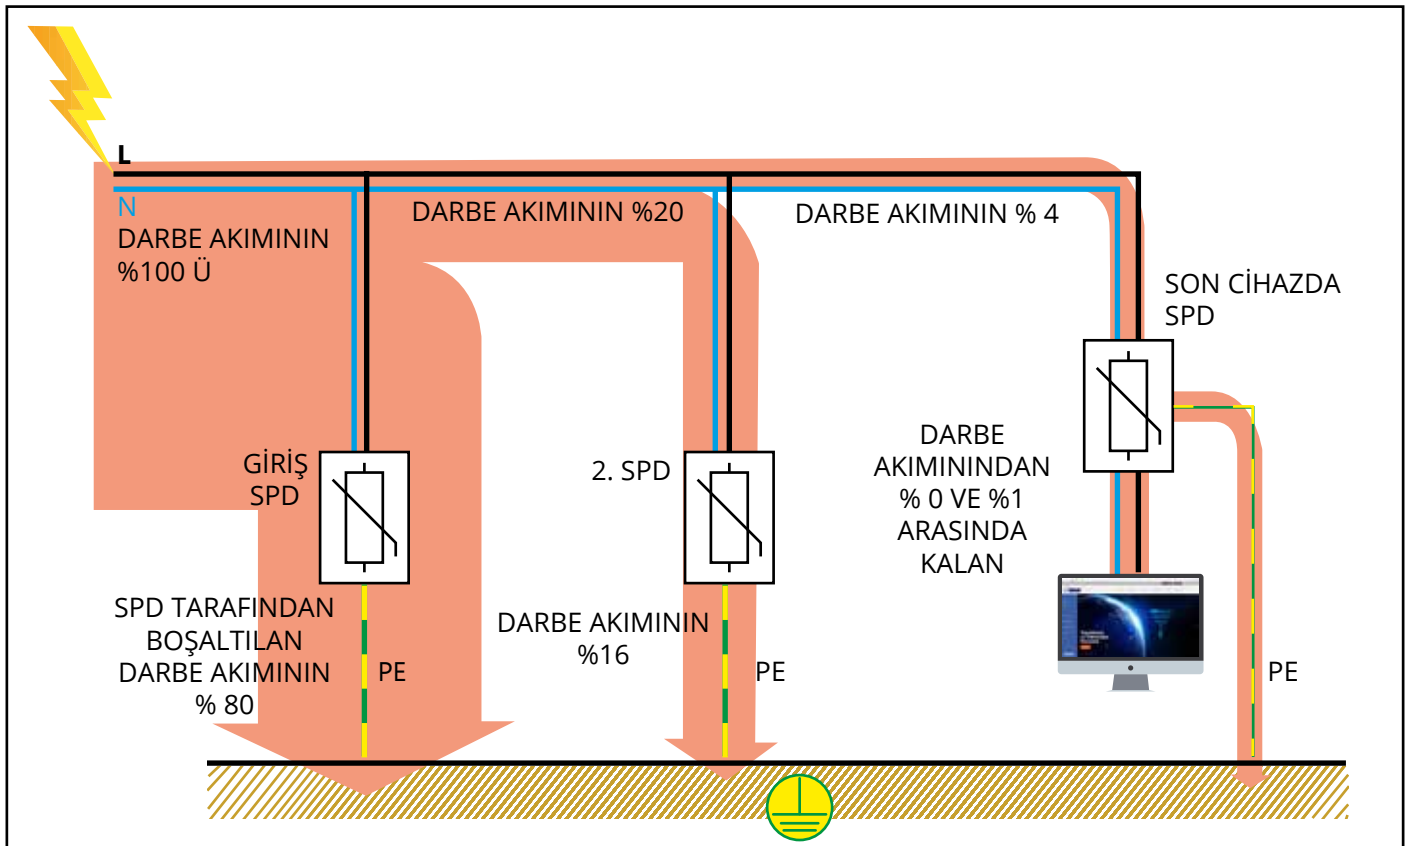 L
N
DARBE AKIMININ
%100 Ü
DARBE AKIMININ %20
DARBE AKIMININ % 4
SON CİHAZDA
SPD
GİRİŞ
SPD
2. SPD
DARBE
AKIMININDAN
% 0 VE %1
ARASINDA
KALAN
SPD TARAFINDAN
BOŞALTILAN
DARBE AKIMININ
% 80
PE
DARBE AKIMININ
%16
PE
PE